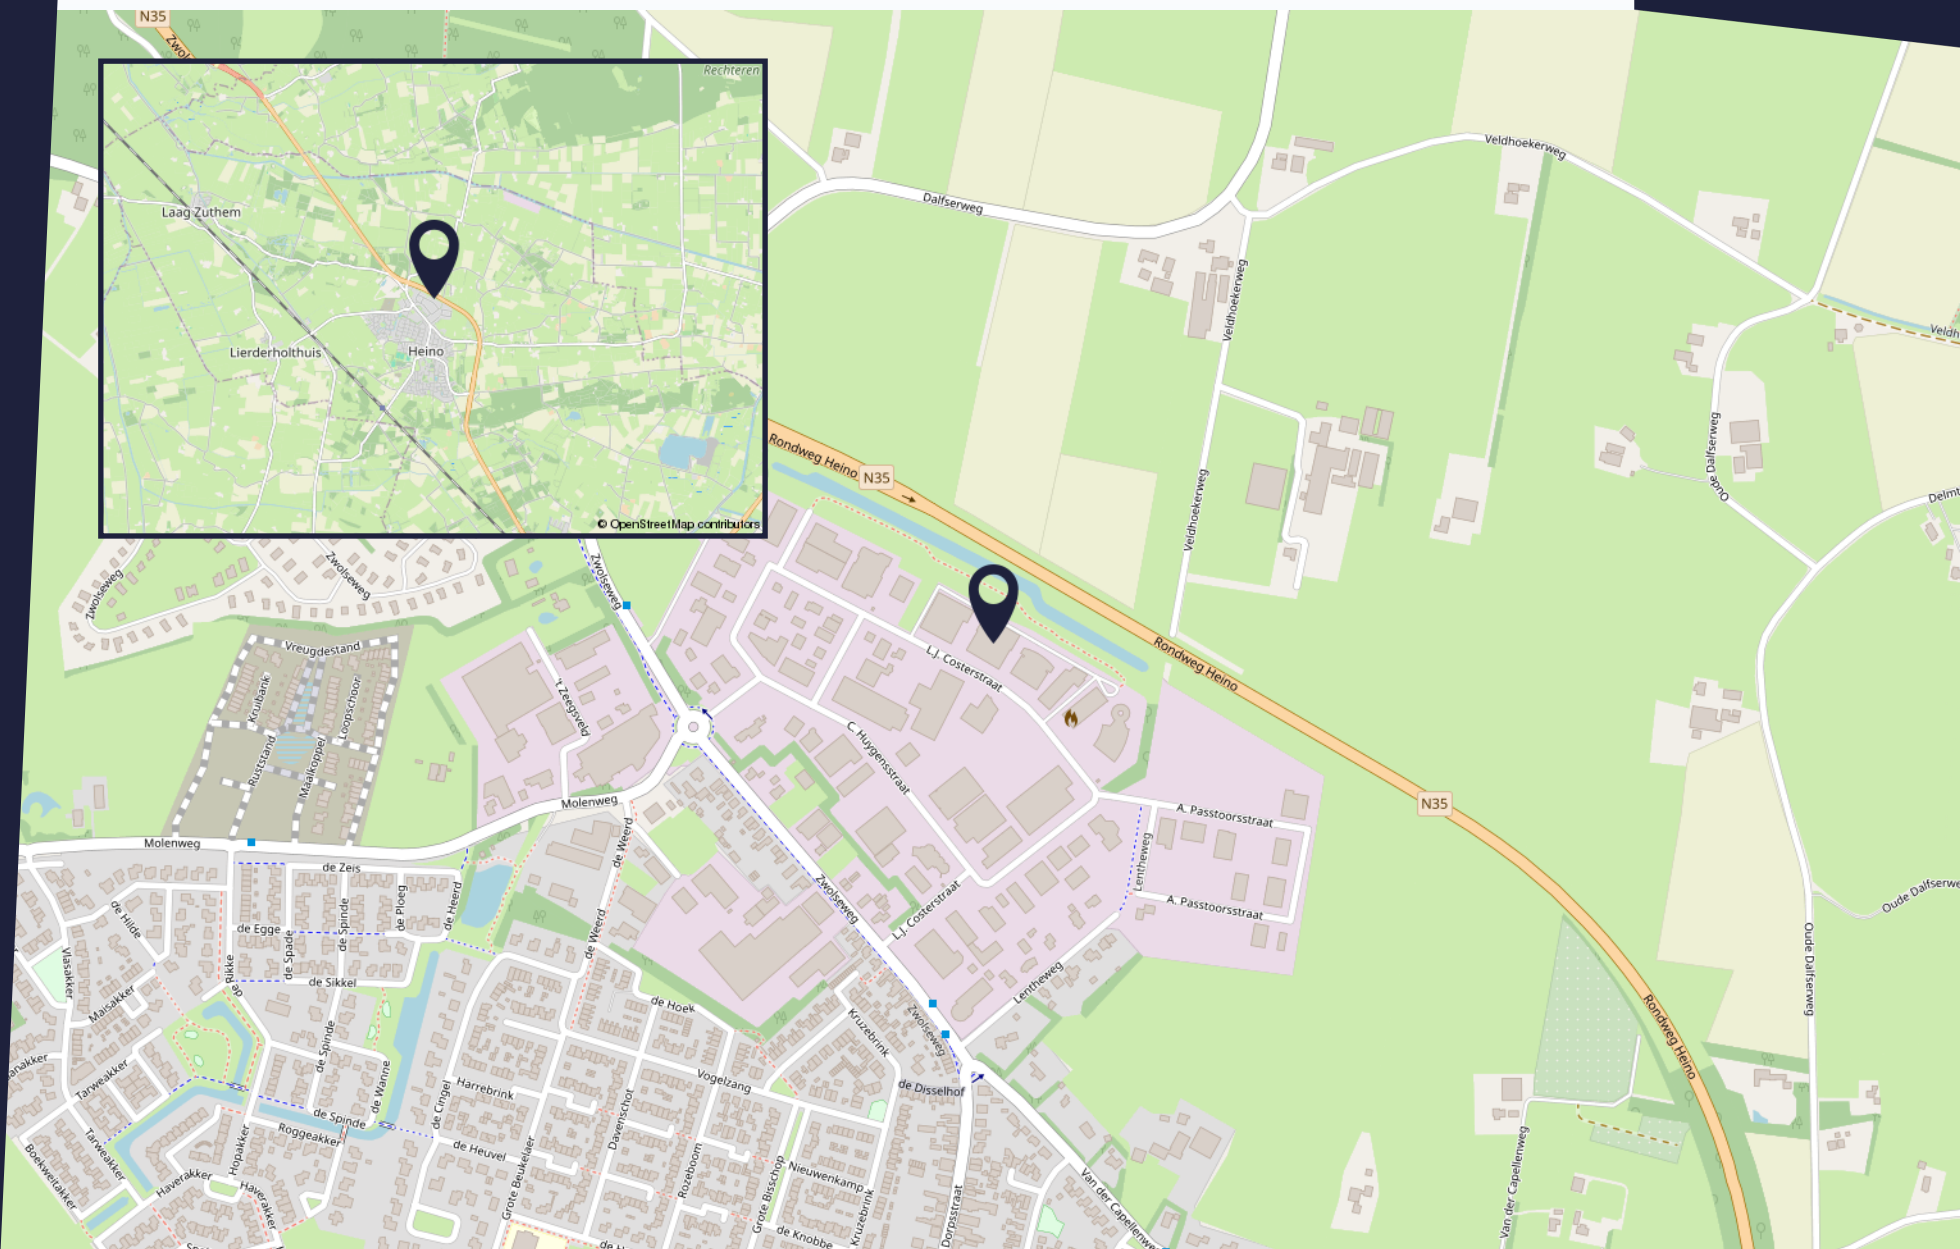 N35
Rechteren
Laag Zuthem
Lierderholthuis
Heino
© OpenStreetMap contributors
Veldhoekerweg
Dalfserweg
Veldhoekerweg
Veldhoekerweg
Rondweg Heino
N35
Oude Dalfserweg
Zwolseweg
Zwolseweg
Zwolseweg
Vreugdestand
Kruibank
Loopschoor
Ruststand
Maalkoppel
't Zeegsveld
L.J. Costerstraat
C. Huygensstraat
Rondweg Heino
N35
Molenweg
Molenweg
A. Passtoorsstraat
Lentheweg
A. Passtoorsstraat
de Zeis
de Weerd
de Weerd
Zwolseweg
L.J. Costerstraat
Lentheweg
de Hilde
de Egge
de Spade
de Spinde
de Ploeg
de Heerd
Vlasakker
de Rikke
de Sikkel
Maisakker
de Hoek
Kruzebrink
Zwolseweg
Oude Dalfserweg
Rondweg Heino
Tarweakker
de Spinde
de Wanne
de Cingel
Harrebrink
Vogelzang
de Disselhof
de Spinde
Roggeakker
de Heuvel
Davenschot
Rozeboom
Grote Beukelaer
Grote Bisschop
Nieuwenkamp
Kruzebrink
Dorpsstraat
Van der Capellenweg
Van der Capellenweg
Boekweitakker
Tarweakker
Haverakker
Hopakker
Haverakker
de Knobbe